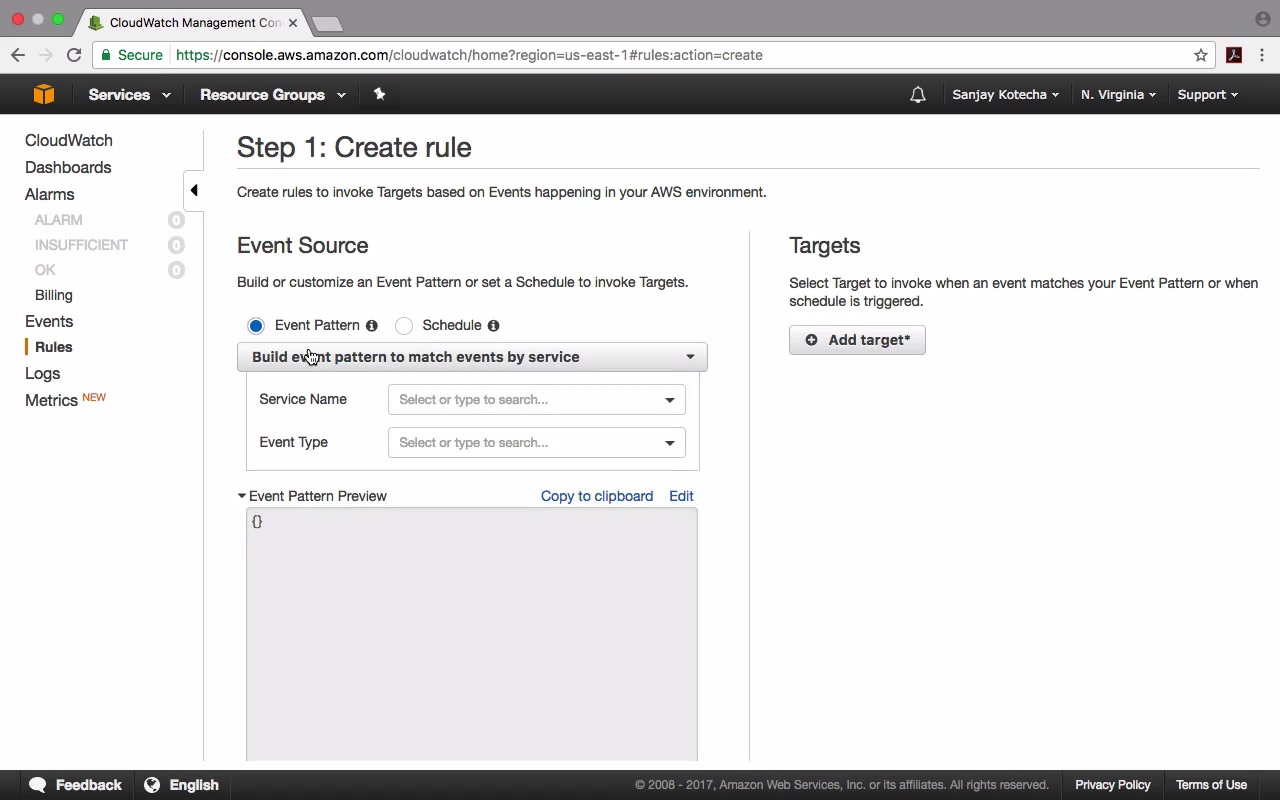 CloudWatch Management Con
Secure https://console.aws.amazon.com/cloudwatch/home?region=us-east-1#rules:action=create
Services Resource Groups Sanjay Kotecha N. Virginia Support
CloudWatch
Dashboards
Alarms
ALARM 0
INSUFFICIENT 0
OK 0
Billing
Events
Rules
Logs
Metrics NEW
Step 1: Create rule
Create rules to invoke Targets based on Events happening in your AWS environment.
Event Source
Build or customize an Event Pattern or set a Schedule to invoke Targets.
Event Pattern Schedule
Build event pattern to match events by service
Service Name Select or type to search...
Event Type Select or type to search...
Event Pattern Preview Copy to clipboard Edit
{}
Targets
Select Target to invoke when an event matches your Event Pattern or when
schedule is triggered.
Add target*
Feedback English © 2008 - 2017, Amazon Web Services, Inc. or its affiliates. All rights reserved. Privacy Policy Terms of Use